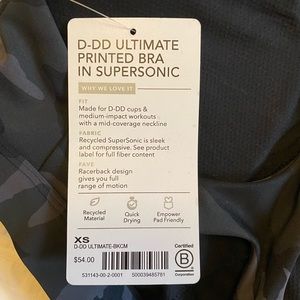 D-DD ULTIMATE
PRINTED BRA
IN SUPERSONIC
WHY WE LOVE IT
FIT
Made for D-DD cups &
medium-impact workouts
with a mid-coverage neckline
FABRIC
Recycled SuperSonic is sleek
and compressive. See product
label for full fiber content
FAVE
Racerback design
gives you full
range of motion
Recycled
Material
Quick
Drying
Empower
Pad Friendly
XS
D-DD ULTIMATE-BKCM
$54.00
531143-00-2-0001
500039485781
Certified
B
Corporation